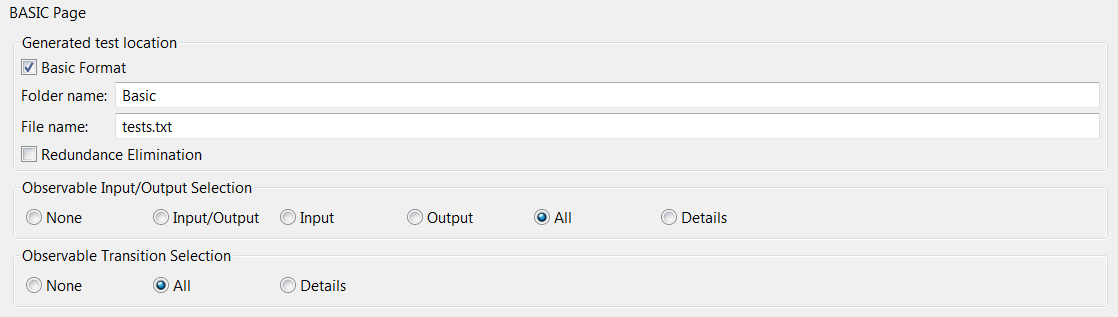 BASIC Page
Generated test location
Basic Format
Folder name: Basic
File name: tests.txt
Redundance Elimination
Observable Input/Output Selection
None Input/Output Input Output All Details
Observable Transition Selection
None All Details